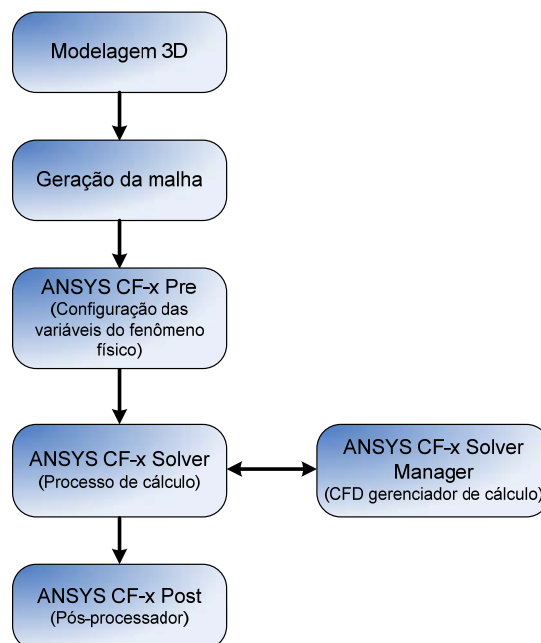 Modelagem 3D
Geração da malha
ANSYS CF-x Pre
(Configuração das
variáveis do fenômeno
físico)
ANSYS CF-x Solver
(Processo de cálculo)
ANSYS CF-x Solver
Manager
(CFD gerenciador de cálculo)
ANSYS CF-x Post
(Pós-processador)